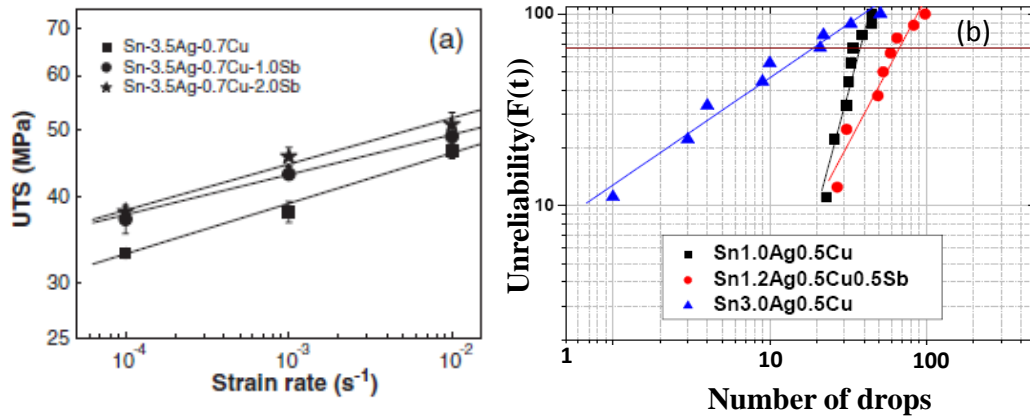 (a)
Sn-3.5Ag-0.7Cu
Sn-3.5Ag-0.7Cu-1.0Sb
Sn-3.5Ag-0.7Cu-2.0Sb
70
60
50
40
30
25
UTS (MPa)
10⁻⁴
10⁻³
10⁻²
Strain rate (s⁻¹)
(b)
100
10
Unreliability(F(t))
Sn1.0Ag0.5Cu
Sn1.2Ag0.5Cu0.5Sb
Sn3.0Ag0.5Cu
1
10
100
Number of drops